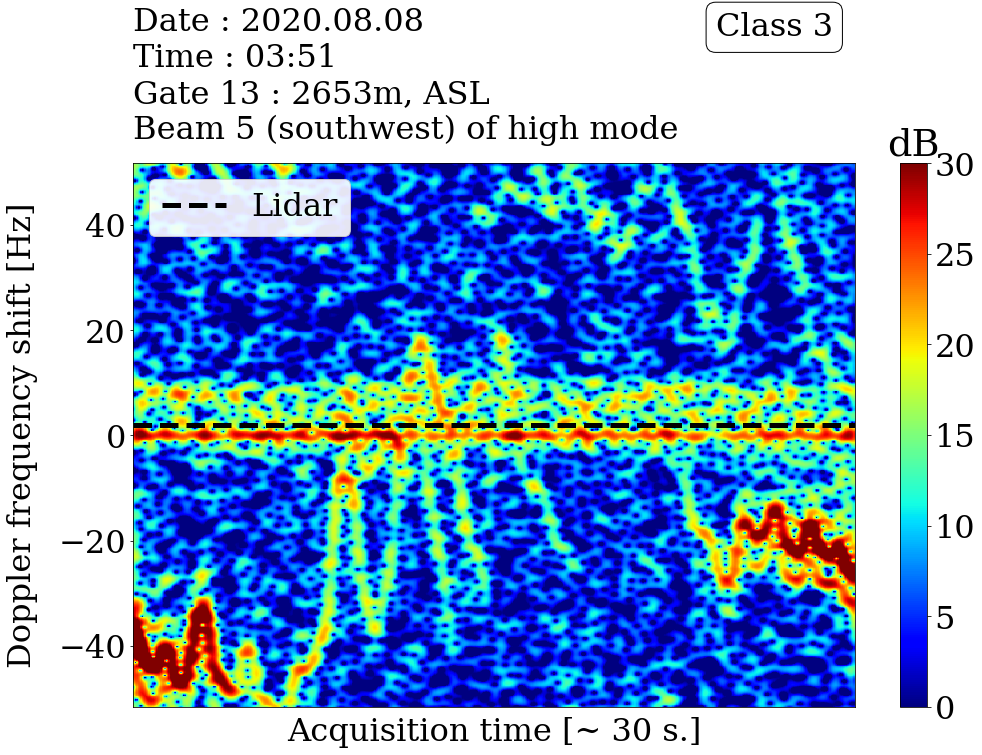 Date : 2020.08.08
Time : 03:51
Gate 13 : 2653m, ASL
Beam 5 (southwest) of high mode
Class 3
dB
Lidar
Doppler frequency shift [Hz]
40
20
0
−20
−40
Acquisition time [~ 30 s.]
30
25
20
15
10
5
0